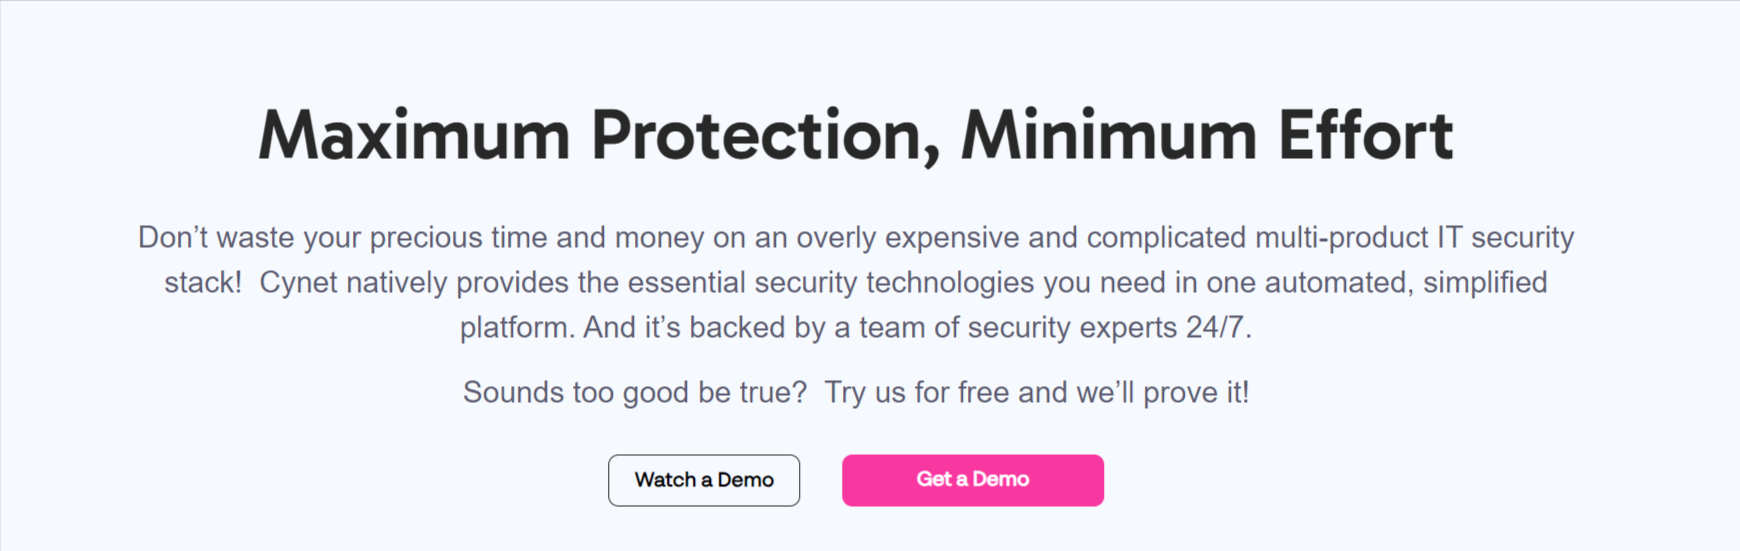 Maximum Protection, Minimum Effort
Don’t waste your precious time and money on an overly expensive and complicated multi-product IT security
stack!  Cynet natively provides the essential security technologies you need in one automated, simplified
platform. And it’s backed by a team of security experts 24/7.
Sounds too good be true?  Try us for free and we’ll prove it!
Watch a Demo
Get a Demo